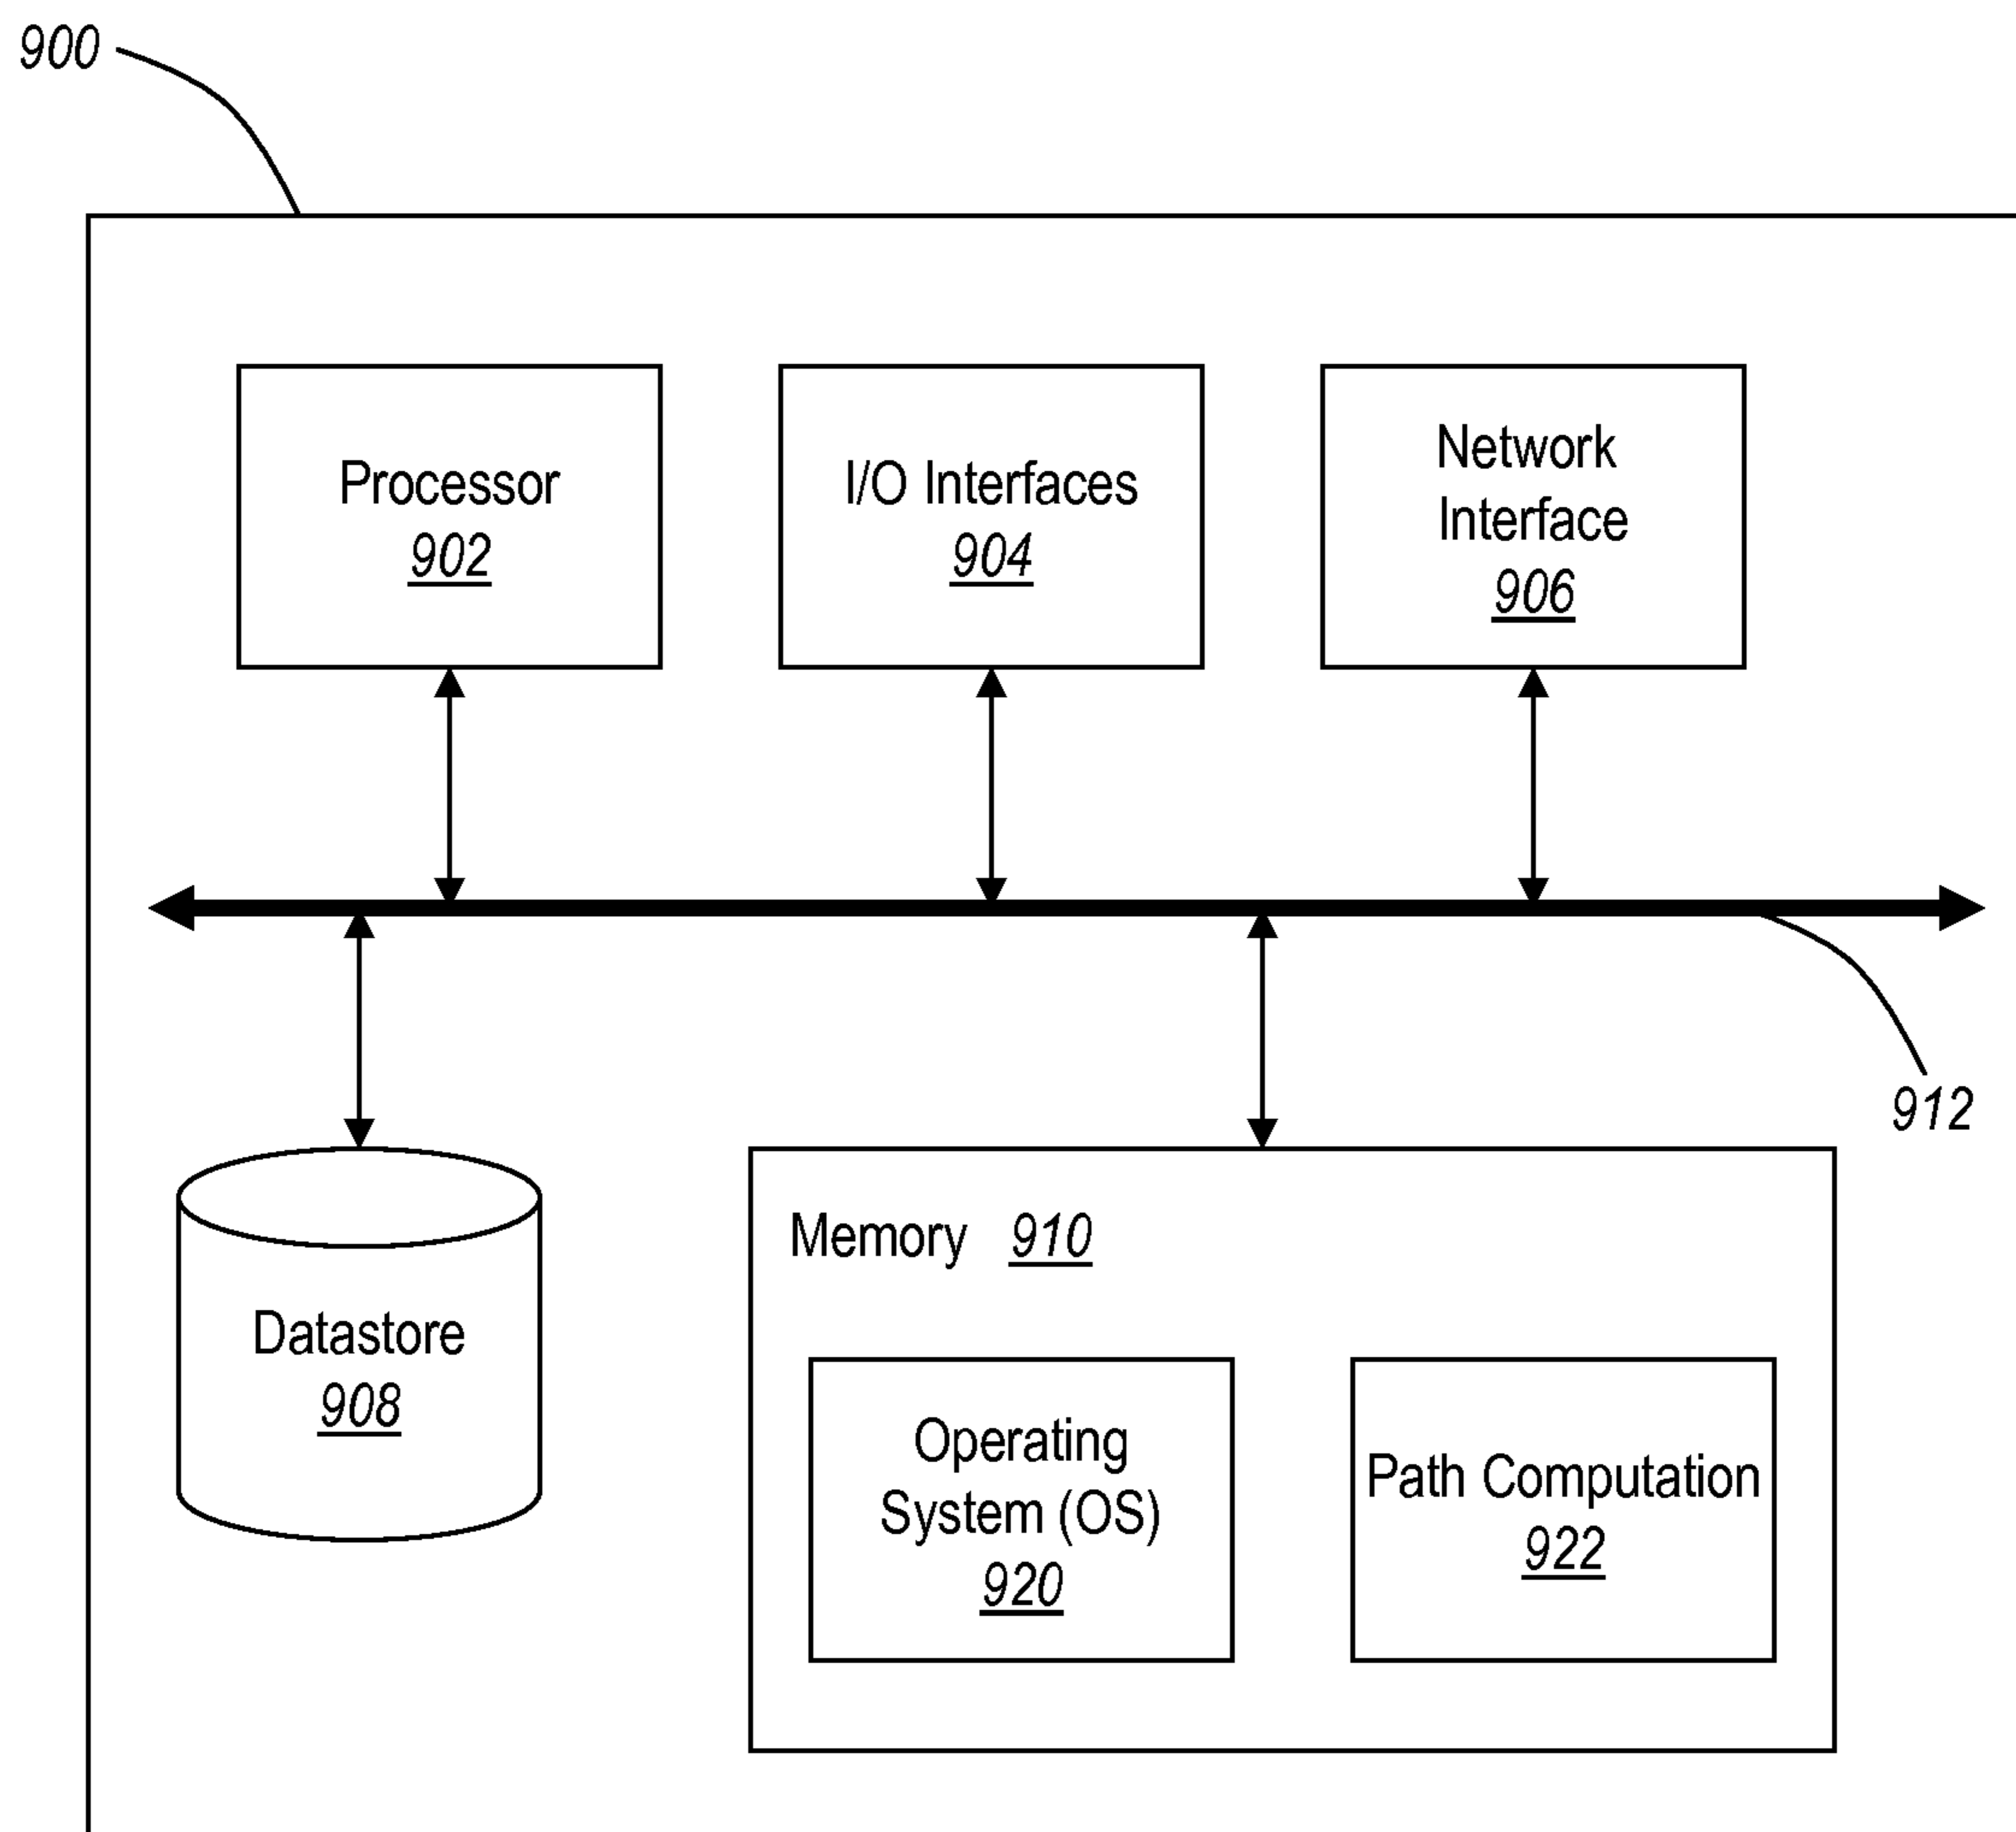 900
Processor
902
I/O Interfaces
904
Network
Interface
906
912
Datastore
908
Memory 910
Operating
System (OS)
920
Path Computation
922